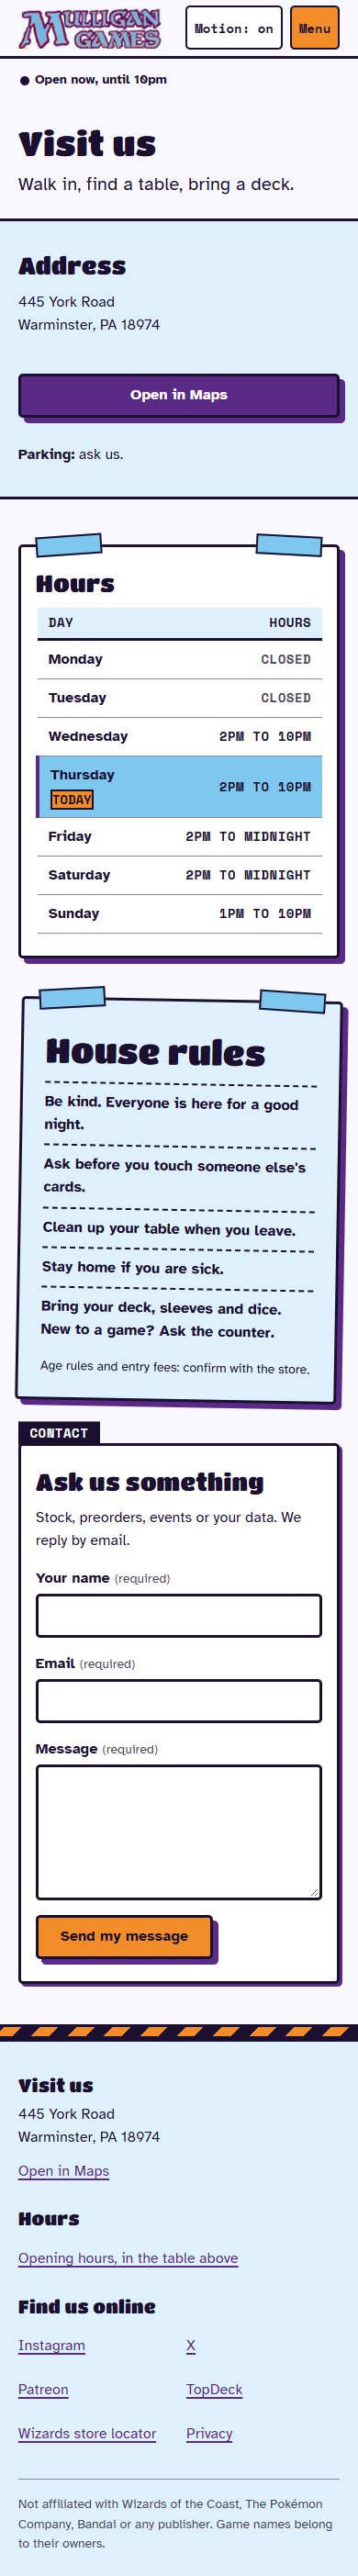 MULLIGAN
GAMES
Motion: on
Menu
Open now, until 10pm
Visit us
Walk in, find a table, bring a deck.
Address
445 York Road
Warminster, PA 18974
Open in Maps
Parking: ask us.
Hours
DAY HOURS
Monday CLOSED
Tuesday CLOSED
Wednesday 2PM TO 10PM
Thursday
TODAY
2PM TO 10PM
Friday 2PM TO MIDNIGHT
Saturday 2PM TO MIDNIGHT
Sunday 1PM TO 10PM
House rules
Be kind. Everyone is here for a good
night.
Ask before you touch someone else's
cards.
Clean up your table when you leave.
Stay home if you are sick.
Bring your deck, sleeves and dice.
New to a game? Ask the counter.
Age rules and entry fees: confirm with the store.
CONTACT
Ask us something
Stock, preorders, events or your data. We
reply by email.
Your name (required)
Email (required)
Message (required)
Send my message
Visit us
445 York Road
Warminster, PA 18974
Open in Maps
Hours
Opening hours, in the table above
Find us online
Instagram X
Patreon TopDeck
Wizards store locator Privacy
Not affiliated with Wizards of the Coast, The Pokémon
Company, Bandai or any publisher. Game names belong
to their owners.